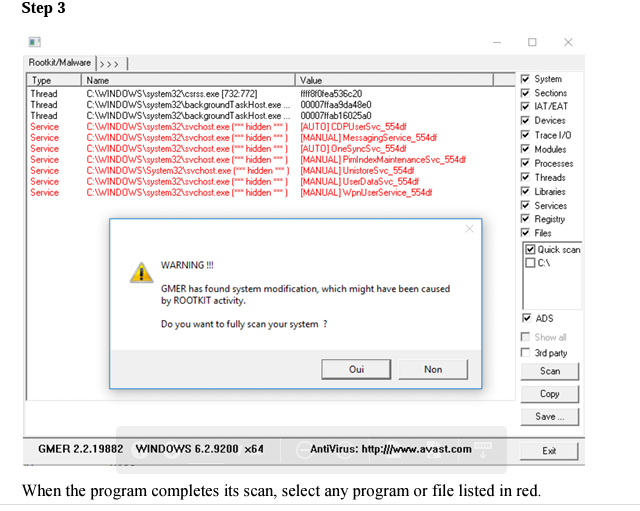 Step 3
Rootkit/Malware > > >
Type Name Value
Thread C:\WINDOWS\system32\csrss.exe [732:772] ffff8f0fea536c20
Thread C:\WINDOWS\system32\backgroundTaskHost.exe ... 00007ffaa9da48e0
Thread C:\WINDOWS\system32\backgroundTaskHost.exe ... 00007ffab16025a0
Service C:\WINDOWS\system32\svchost.exe (*** hidden *** ) [AUTO] CDPUserSvc_554df
Service C:\WINDOWS\system32\svchost.exe (*** hidden *** ) [MANUAL] MessagingService_554df
Service C:\WINDOWS\system32\svchost.exe (*** hidden *** ) [AUTO] OneSyncSvc_554df
Service C:\WINDOWS\system32\svchost.exe (*** hidden *** ) [MANUAL] PimIndexMaintenanceSvc_554df
Service C:\WINDOWS\System32\svchost.exe (*** hidden *** ) [MANUAL] UnistoreSvc_554df
Service C:\WINDOWS\system32\svchost.exe (*** hidden *** ) [MANUAL] UserDataSvc_554df
Service C:\WINDOWS\system32\svchost.exe (*** hidden *** ) [MANUAL] WpnUserService_554df
System
Sections
IAT/EAT
Devices
Trace I/O
Modules
Processes
Threads
Libraries
Services
Registry
Files
Quick scan
C:\
ADS
Show all
3rd party
Scan
Copy
Save ...
Exit
WARNING !!!
GMER has found system modification, which might have been caused
by ROOTKIT activity.
Do you want to fully scan your system ?
Oui Non
GMER 2.2.19882 WINDOWS 6.2.9200 x64 AntiVirus: http://www.avast.com
When the program completes its scan, select any program or file listed in red.